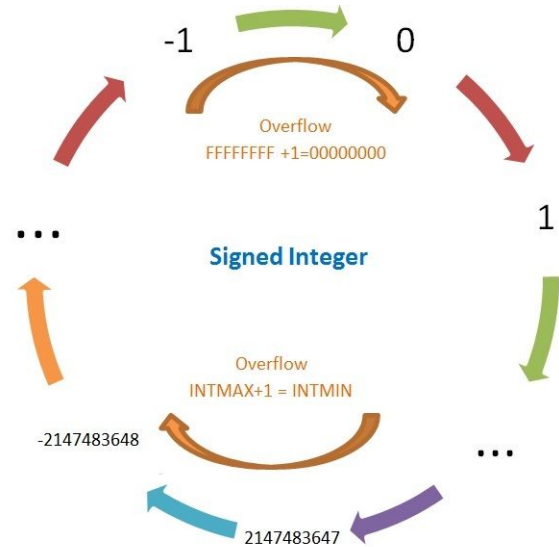 -1
0
Overflow
FFFFFFFF +1=00000000
...
1
Signed Integer
Overflow
INTMAX+1 = INTMIN
-2147483648
...
2147483647